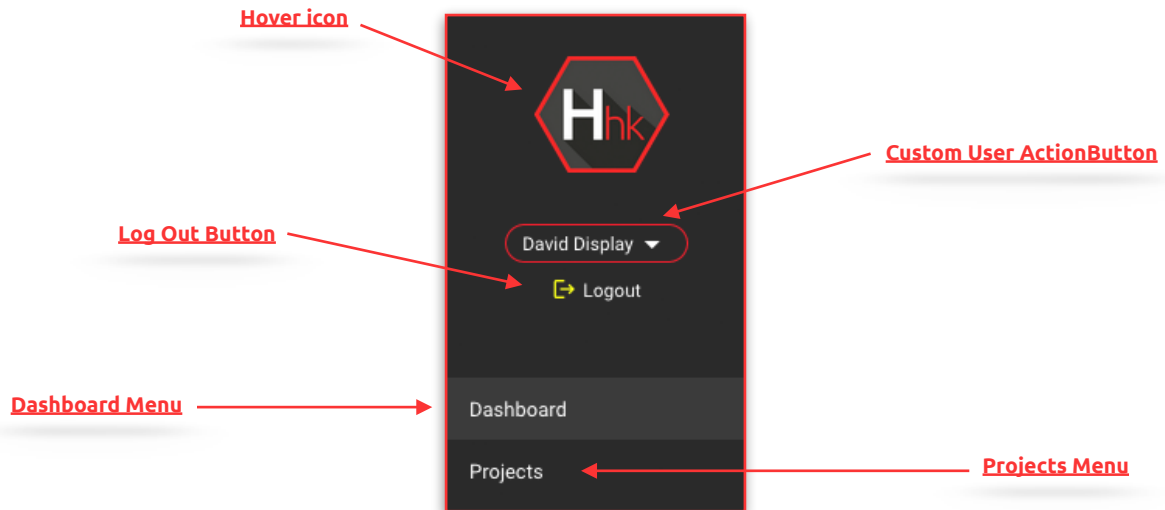 Hover icon
Hhk
Custom User ActionButton
Log Out Button
David Display
Logout
Dashboard Menu
Dashboard
Projects
Projects Menu